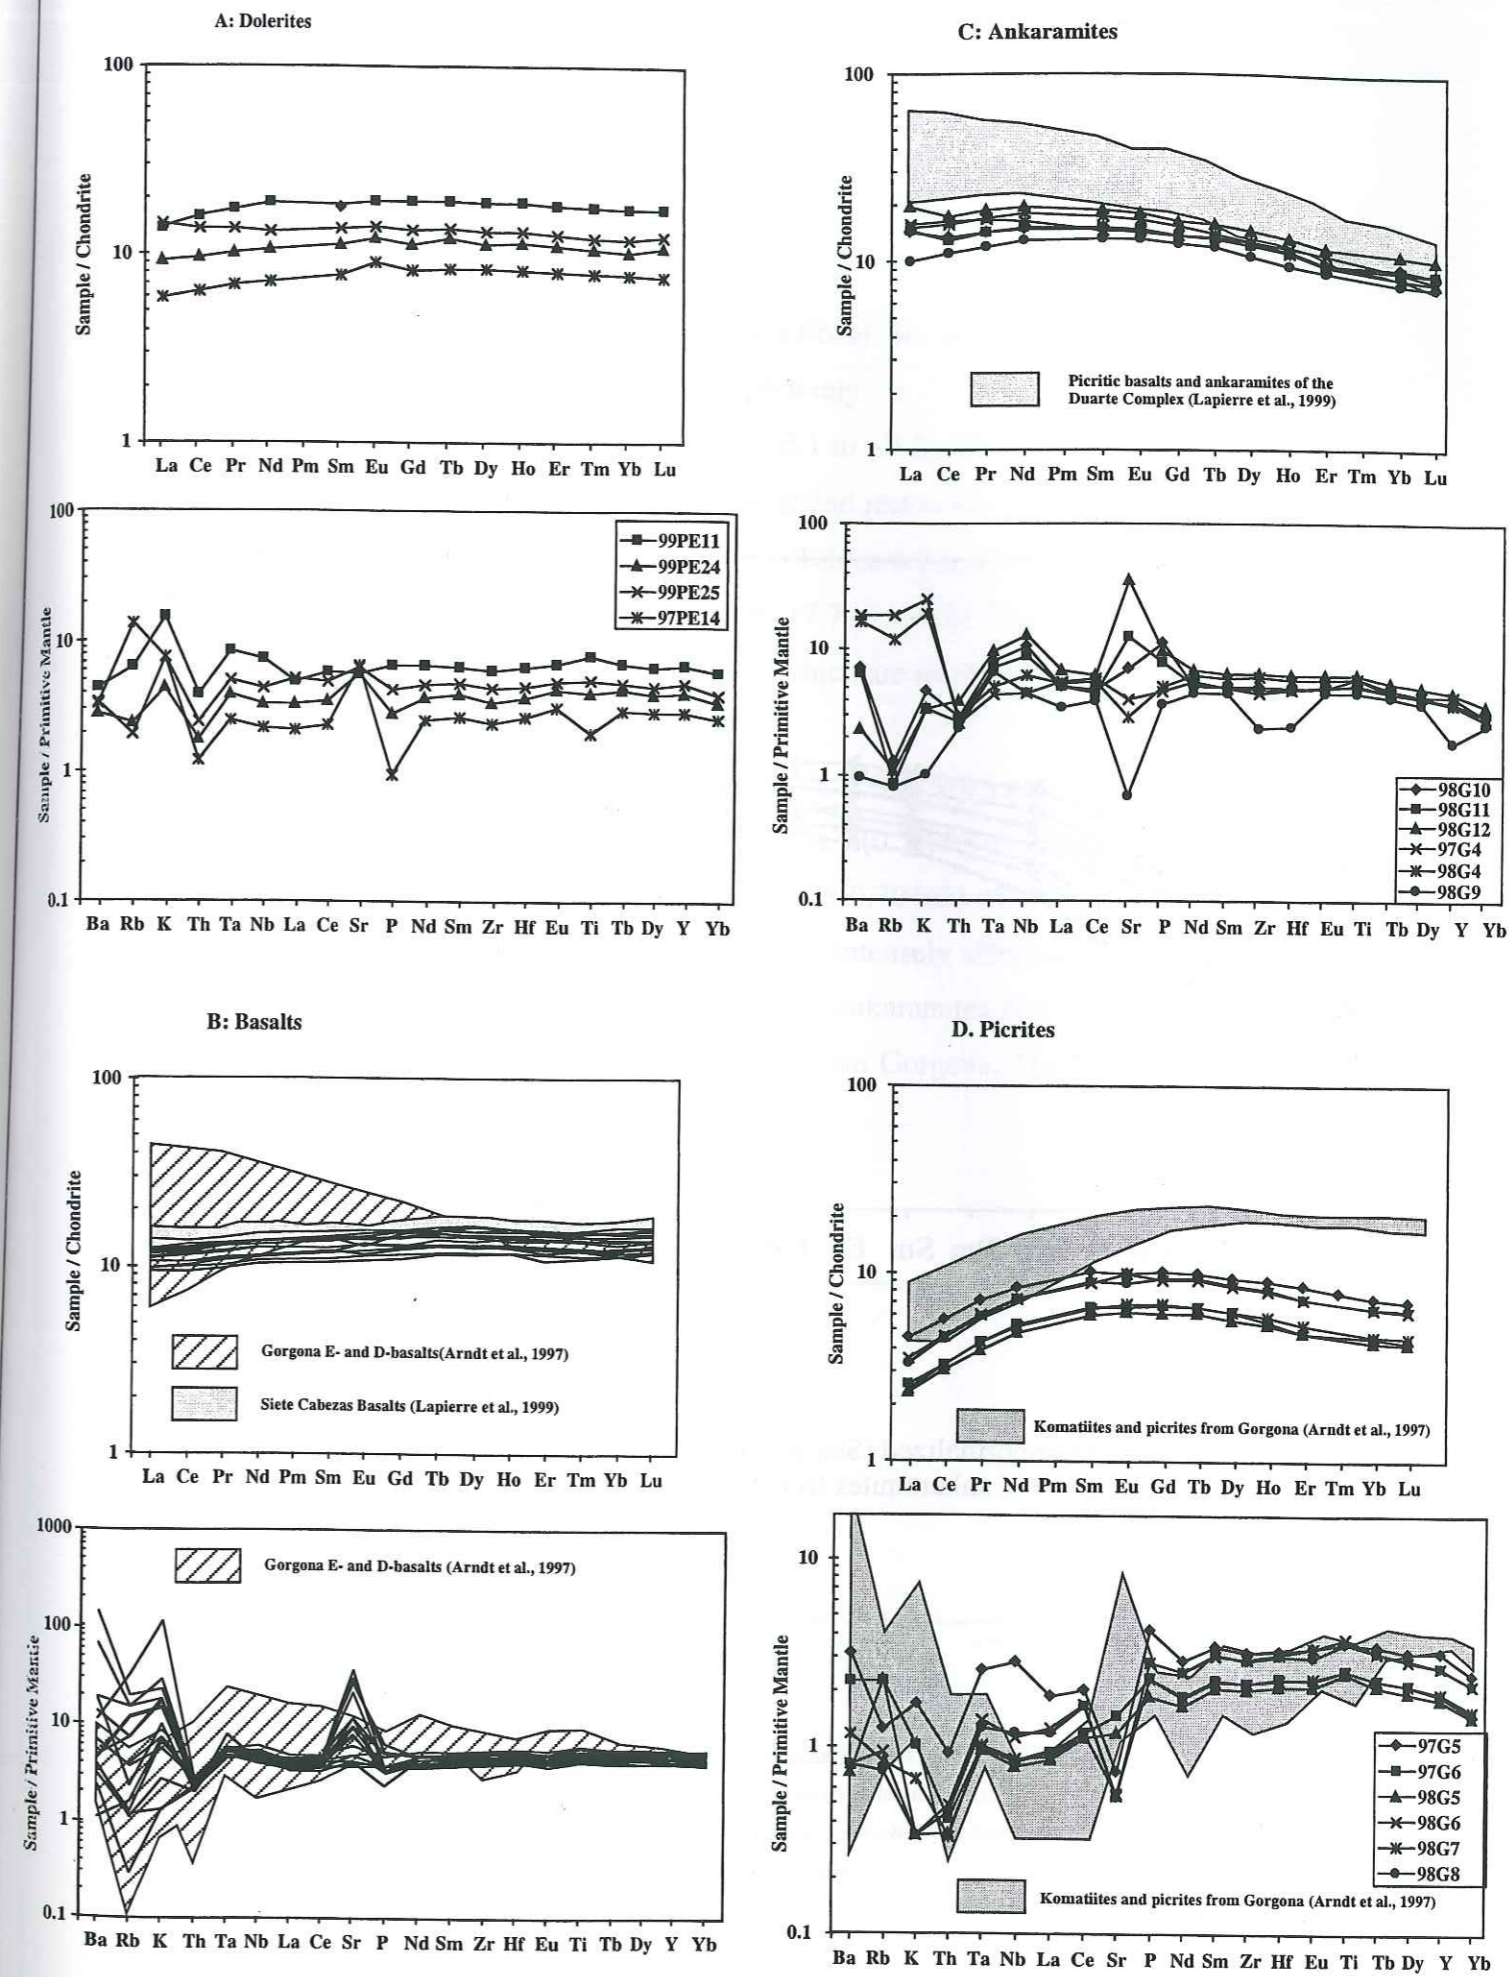 A: Dolerites
100
10
1
Sample / Chondrite
La Ce Pr Nd Pm Sm Eu Gd Tb Dy Ho Er Tm Yb Lu
100
10
1
0.1
Sample / Primitive Mantle
99PE11
99PE24
99PE25
97PE14
Ba Rb K Th Ta Nb La Ce Sr P Nd Sm Zr Hf Eu Ti Tb Dy Y Yb
C: Ankaramites
100
10
1
Sample / Chondrite
Picritic basalts and ankaramites of the
Duarte Complex (Lapierre et al., 1999)
La Ce Pr Nd Pm Sm Eu Gd Tb Dy Ho Er Tm Yb Lu
100
10
1
0.1
Sample / Primitive Mantle
98G10
98G11
98G12
97G4
98G4
98G9
Ba Rb K Th Ta Nb La Ce Sr P Nd Sm Zr Hf Eu Ti Tb Dy Y Yb
B: Basalts
100
10
1
Sample / Chondrite
Gorgona E- and D-basalts(Arndt et al., 1997)
Siete Cabezas Basalts (Lapierre et al., 1999)
La Ce Pr Nd Pm Sm Eu Gd Tb Dy Ho Er Tm Yb Lu
1000
100
10
1
0.1
Sample / Primitive Mantle
Gorgona E- and D-basalts (Arndt et al., 1997)
Ba Rb K Th Ta Nb La Ce Sr P Nd Sm Zr Hf Eu Ti Tb Dy Y Yb
D. Picrites
100
10
1
Sample / Chondrite
Komatiites and picrites from Gorgona (Arndt et al., 1997)
La Ce Pr Nd Pm Sm Eu Gd Tb Dy Ho Er Tm Yb Lu
10
1
0.1
Sample / Primitive Mantle
97G5
97G6
98G5
98G6
98G7
98G8
Komatiites and picrites from Gorgona (Arndt et al., 1997)
Ba Rb K Th Ta Nb La Ce Sr P Nd Sm Zr Hf Eu Ti Tb Dy Y Yb